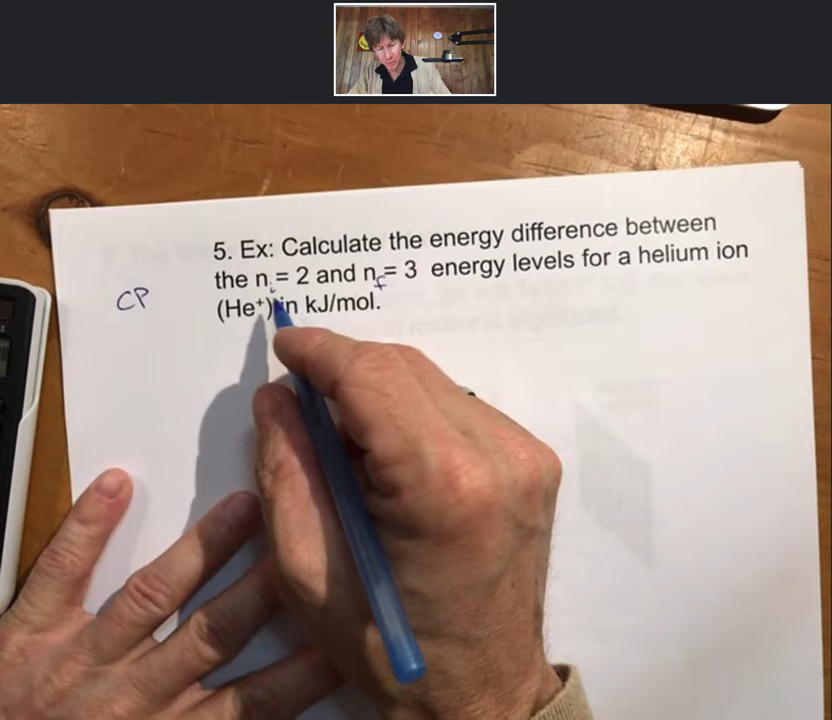 5. Ex: Calculate the energy difference between
the nᵢ = 2 and n_f = 3 energy levels for a helium ion
CP (He⁺) in kJ/mol.